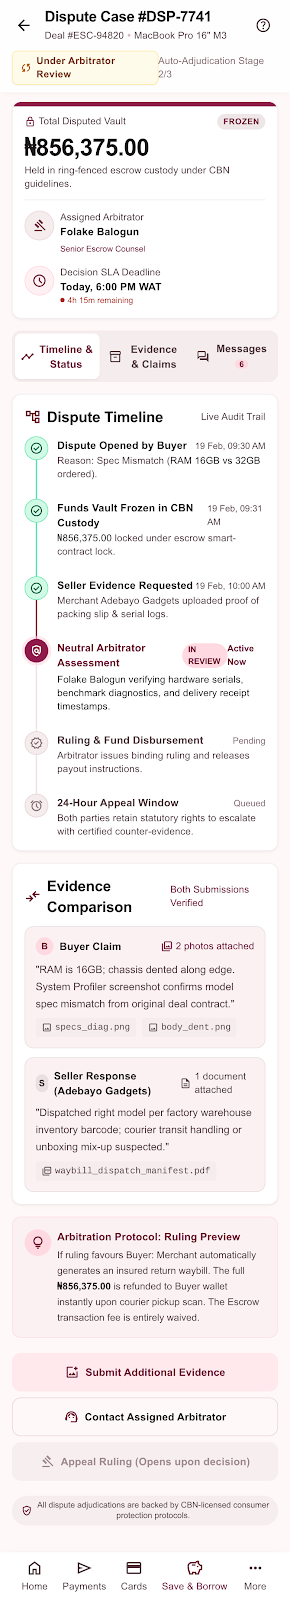 Dispute Case #DSP-7741
Deal #ESC-94820 • MacBook Pro 16" M3
Under Arbitrator
Review
Auto-Adjudication Stage
2/3
Total Disputed Vault
FROZEN
₦856,375.00
Held in ring-fenced escrow custody under CBN
guidelines.
Assigned Arbitrator
Folake Balogun
Senior Escrow Counsel
Decision SLA Deadline
Today, 6:00 PM WAT
4h 15m remaining
Timeline &
Status
Evidence
& Claims
Messages
6
Dispute Timeline
Live Audit Trail
Dispute Opened by Buyer
19 Feb, 09:30 AM
Reason: Spec Mismatch (RAM 16GB vs 32GB
ordered).
Funds Vault Frozen in CBN
Custody
19 Feb, 09:31
AM
₦856,375.00 locked under escrow smart-
contract lock.
Seller Evidence Requested
19 Feb, 10:00 AM
Merchant Adebayo Gadgets uploaded proof of
packing slip & serial logs.
Neutral Arbitrator
Assessment
IN
REVIEW
Active
Now
Folake Balogun verifying hardware serials,
benchmark diagnostics, and delivery receipt
timestamps.
Ruling & Fund Disbursement
Pending
Arbitrator issues binding ruling and releases
payout instructions.
24-Hour Appeal Window
Queued
Both parties retain statutory rights to escalate
with certified counter-evidence.
Evidence
Comparison
Both Submissions
Verified
B
Buyer Claim
2 photos attached
"RAM is 16GB; chassis dented along edge.
System Profiler screenshot confirms model
spec mismatch from original deal contract."
specs_diag.png
body_dent.png
S
Seller Response
(Adebayo Gadgets)
1 document
attached
"Dispatched right model per factory warehouse
inventory barcode; courier transit handling or
unboxing mix-up suspected."
waybill_dispatch_manifest.pdf
Arbitration Protocol: Ruling Preview
If ruling favours Buyer: Merchant automatically
generates an insured return waybill. The full
₦856,375.00 is refunded to Buyer wallet
instantly upon courier pickup scan. The Escrow
transaction fee is entirely waived.
Submit Additional Evidence
Contact Assigned Arbitrator
Appeal Ruling (Opens upon decision)
All dispute adjudications are backed by CBN-licensed consumer
protection protocols.
Home
Payments
Cards
Save & Borrow
More